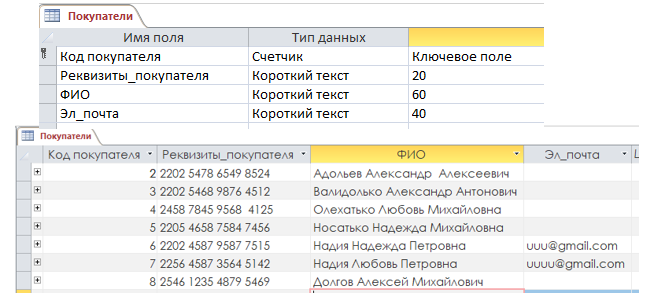 Покупатели
Имя поля Тип данных
Код покупателя Счетчик Ключевое поле
Реквизиты_покупателя Короткий текст 20
ФИО Короткий текст 60
Эл_почта Короткий текст 40
Покупатели
Код покупателя Реквизиты_покупателя ФИО Эл_почта
2 2202 5478 6549 8524 Адольев Александр Алексеевич
3 2202 5468 9876 4512 Валидолько Александр Антонович
4 2458 7845 9568 4125 Олехатько Любовь Михайловна
5 2205 4658 7584 7456 Носатько Надежда Михайловна
6 2202 4587 9587 7515 Надия Надежда Петровна uuu@gmail.com
7 2256 4587 3564 5142 Надия Любовь Петровна uuuu@gmail.com
8 2546 1235 4879 5469 Долгов Алексей Михайлович